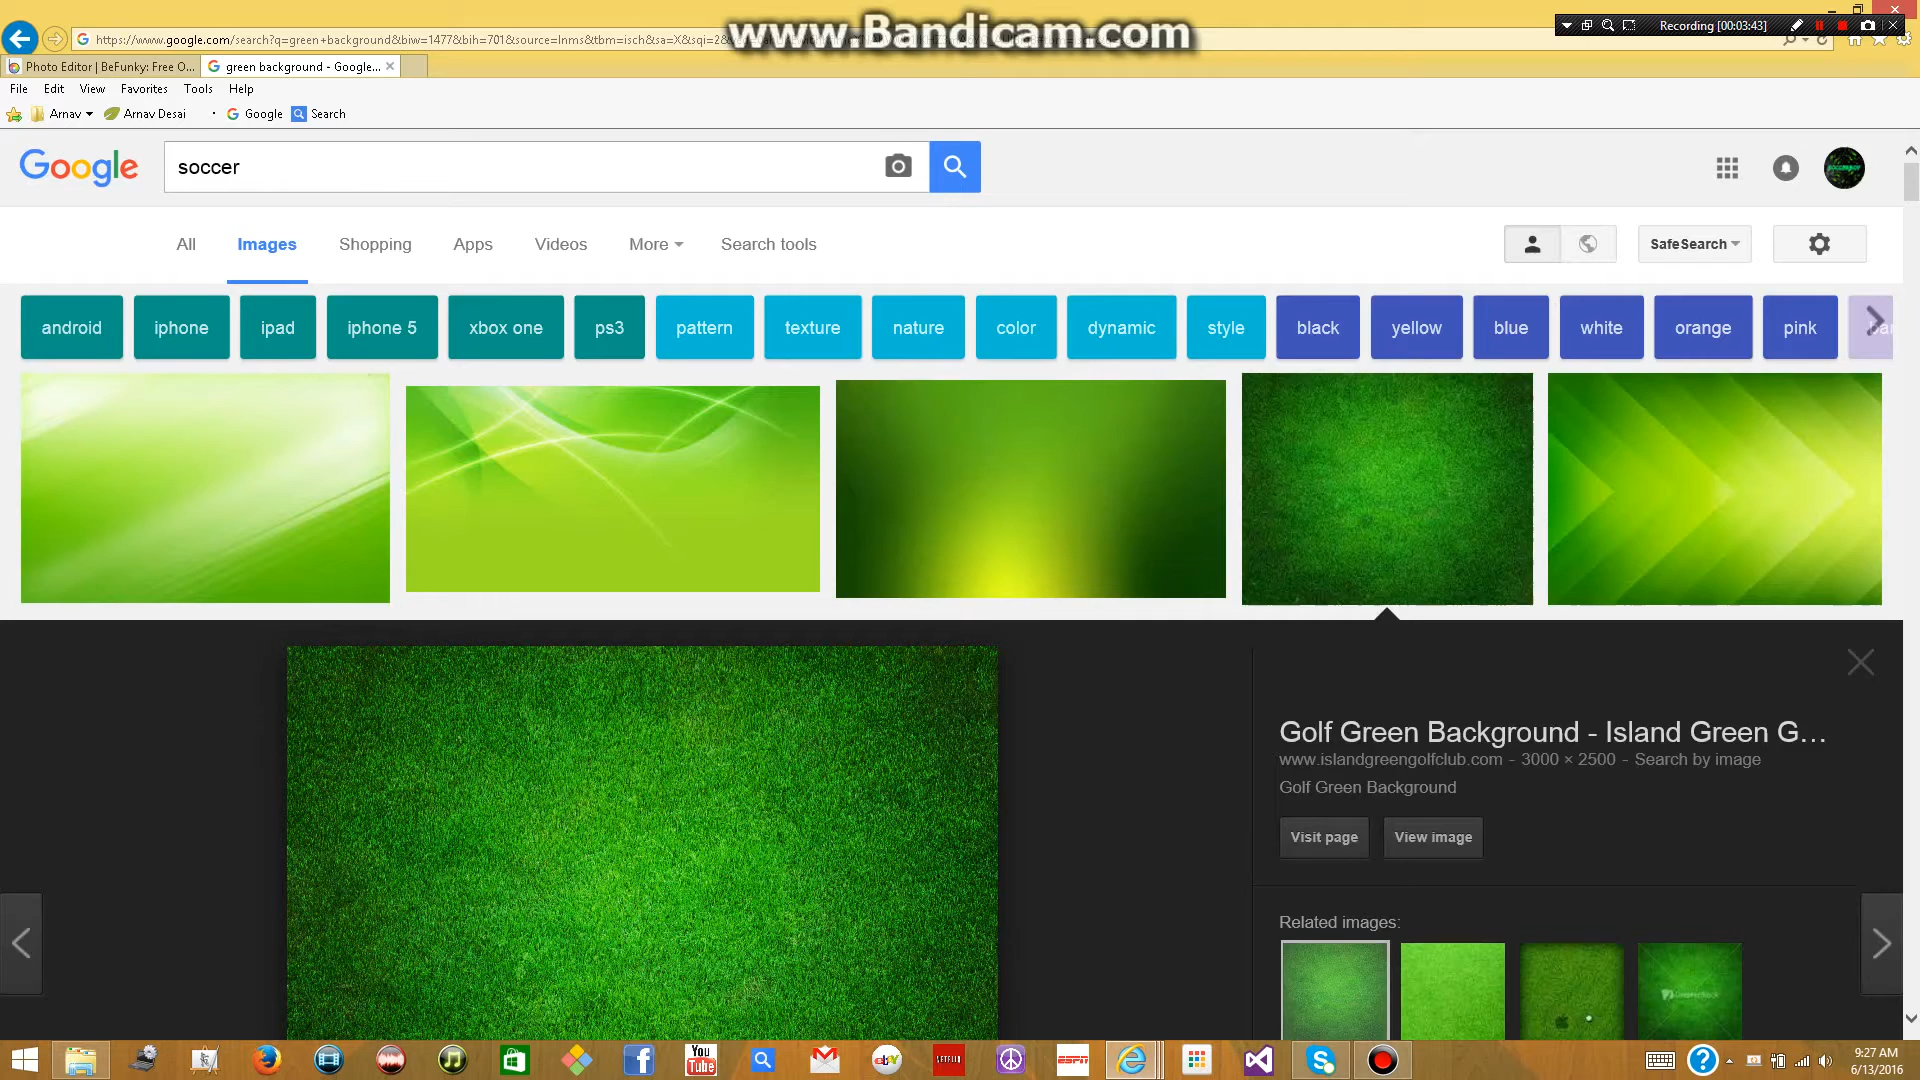 www.Bandicam.com
Recording [00:03:43]
https://www.google.com/search?q=green+background&biw=1477&bih=701&source=lnms&tbm=isch&sa=X&sqi=2&
Photo Editor | BeFunky: Free O...
green background - Google...
File Edit View Favorites Tools Help
Arnav Arnav Desai Google Search
Google soccer
All Images Shopping Apps Videos More Search tools SafeSearch
android iphone ipad iphone 5 xbox one ps3 pattern texture nature color dynamic style black yellow blue white orange pink
Golf Green Background - Island Green G...
www.islandgreengolfclub.com - 3000 × 2500 - Search by image
Golf Green Background
Visit page View image
Related images:
You Tube
ebay
NETFLIX
ESPN
9:27 AM
6/13/2016